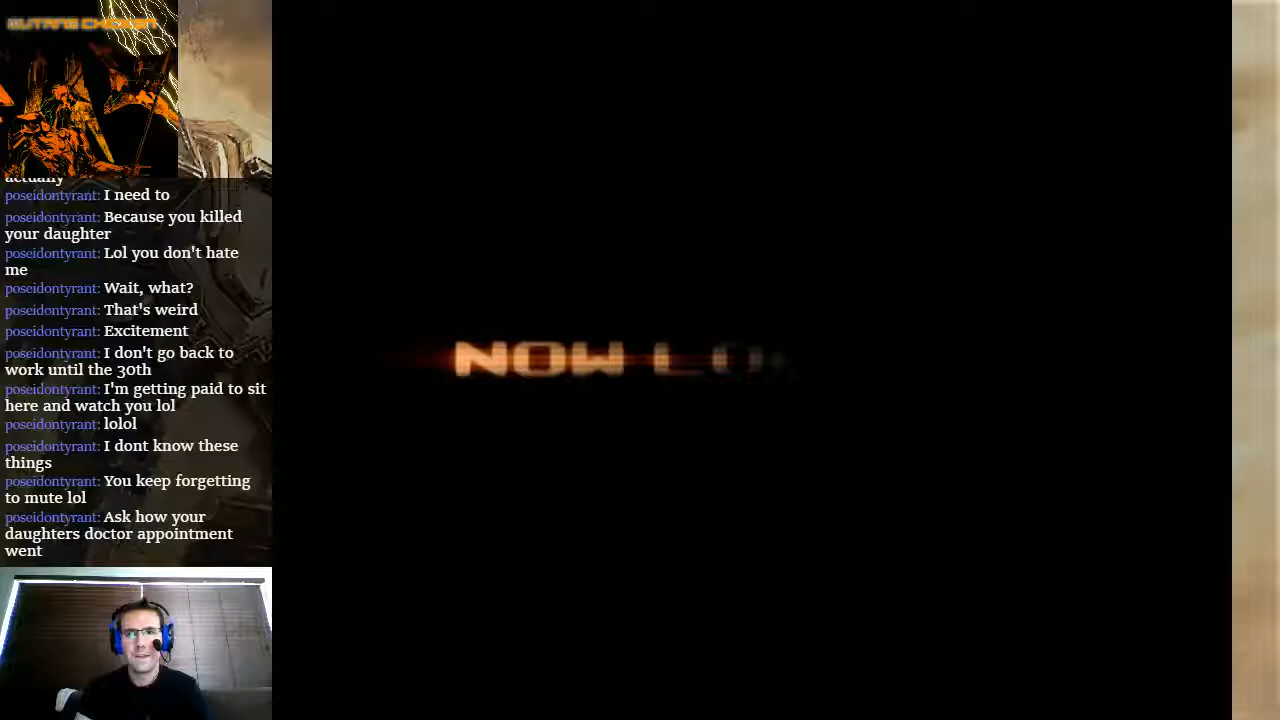 BUTANE CHICKEN
actually
poseidontyrant: I need to
poseidontyrant: Because you killed
your daughter
poseidontyrant: Lol you don't hate
me
poseidontyrant: Wait, what?
poseidontyrant: That's weird
poseidontyrant: Excitement
poseidontyrant: I don't go back to
work until the 30th
poseidontyrant: I'm getting paid to sit
here and watch you lol
poseidontyrant: lolol
poseidontyrant: I dont know these
things
poseidontyrant: You keep forgetting
to mute lol
poseidontyrant: Ask how your
daughters doctor appointment
went
NOW LO